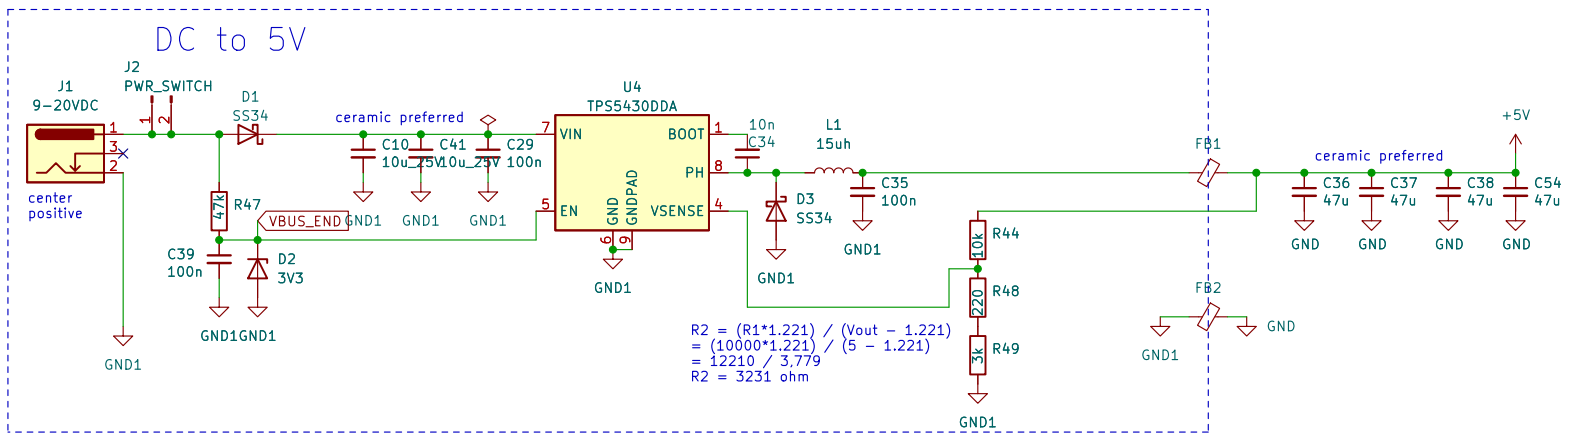 DC to 5V
J1
9-20VDC
1
3
2
center
positive
GND1
J2
PWR_SWITCH
1
2
D1
SS34
47k
R47
VBUS_END
C39
100n
GND1
D2
3V3
GND1
ceramic preferred
C10
10u_25V
GND1
C41
10u_25V
GND1
C29
100n
GND1
U4
TPS5430DDA
7
VIN
5
EN
BOOT
1
PH
8
VSENSE
4
GND
6
GNDPAD
9
GND1
10n
C34
D3
SS34
GND1
L1
15uh
C35
100n
GND1
10k
R44
220
R48
3k
R49
GND1
R2 = (R1*1.221) / (Vout - 1.221)
= (10000*1.221) / (5 - 1.221)
= 12210 / 3,779
R2 = 3231 ohm
FB1
FB2
GND1
GND
ceramic preferred
+5V
C36
47u
GND
C37
47u
GND
C38
47u
GND
C54
47u
GND